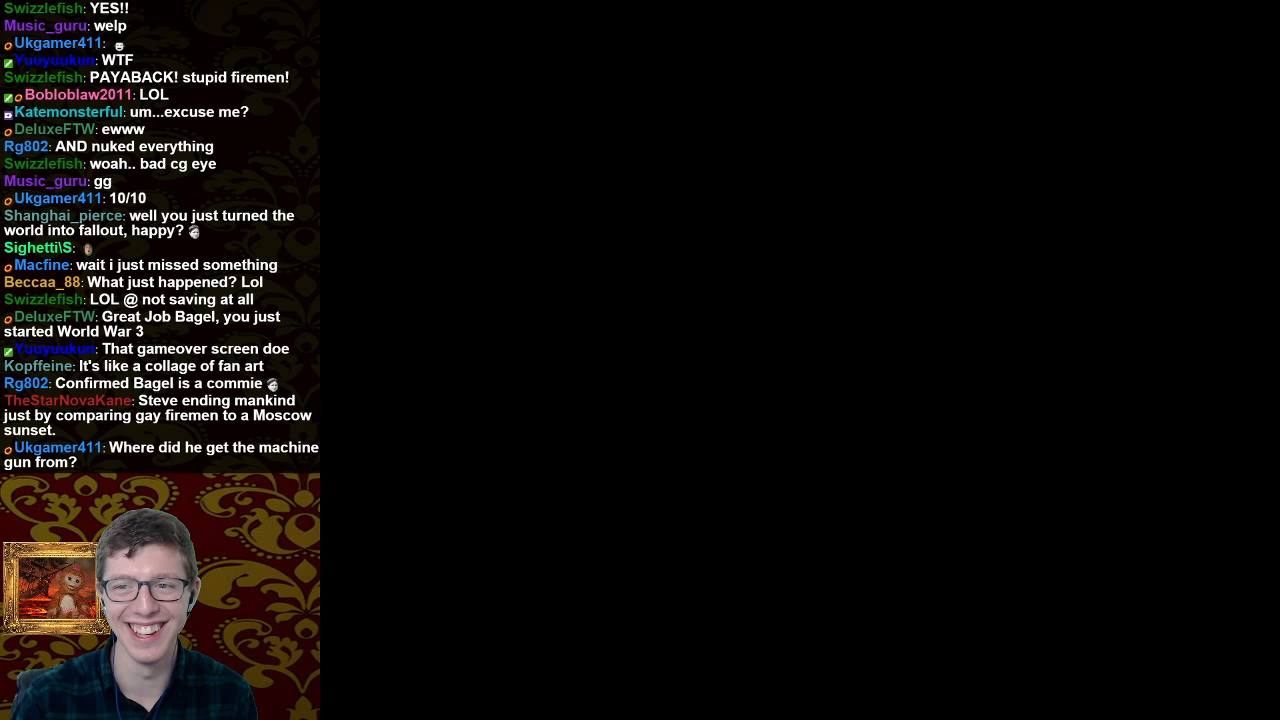 Swizzlefish: YES!!
Music_guru: welp
Ukgamer411:
Yuuyuukun: WTF
Swizzlefish: PAYABACK! stupid firemen!
Bobloblaw2011: LOL
Katemonsterful: um...excuse me?
DeluxeFTW: ewww
Rg802: AND nuked everything
Swizzlefish: woah.. bad cg eye
Music_guru: gg
Ukgamer411: 10/10
Shanghai_pierce: well you just turned the
world into fallout, happy?
Sighetti\S:
Macfine: wait i just missed something
Beccaa_88: What just happened? Lol
Swizzlefish: LOL @ not saving at all
DeluxeFTW: Great Job Bagel, you just
started World War 3
Yuuyuukun: That gameover screen doe
Kopffeine: It's like a collage of fan art
Rg802: Confirmed Bagel is a commie
TheStarNovaKane: Steve ending mankind
just by comparing gay firemen to a Moscow
sunset.
Ukgamer411: Where did he get the machine
gun from?